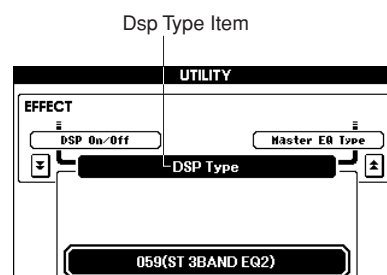 Dsp Type Item
UTILITY
EFFECT
DSP On/Off
Master EQ Type
DSP Type
059(ST 3BAND EQ2)